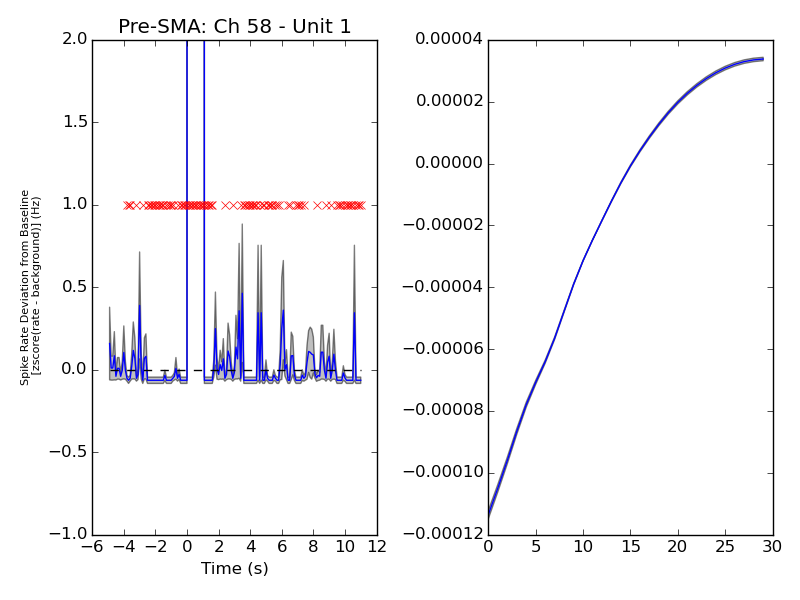 Pre-SMA: Ch 58 - Unit 1
2.0
1.5
1.0
0.5
0.0
−0.5
−1.0
−6 −4 −2 0 2 4 6 8 10 12
Time (s)
Spike Rate Deviation from Baseline
[zscore(rate - background)] (Hz)
0.00004
0.00002
0.00000
−0.00002
−0.00004
−0.00006
−0.00008
−0.00010
−0.00012
0 5 10 15 20 25 30